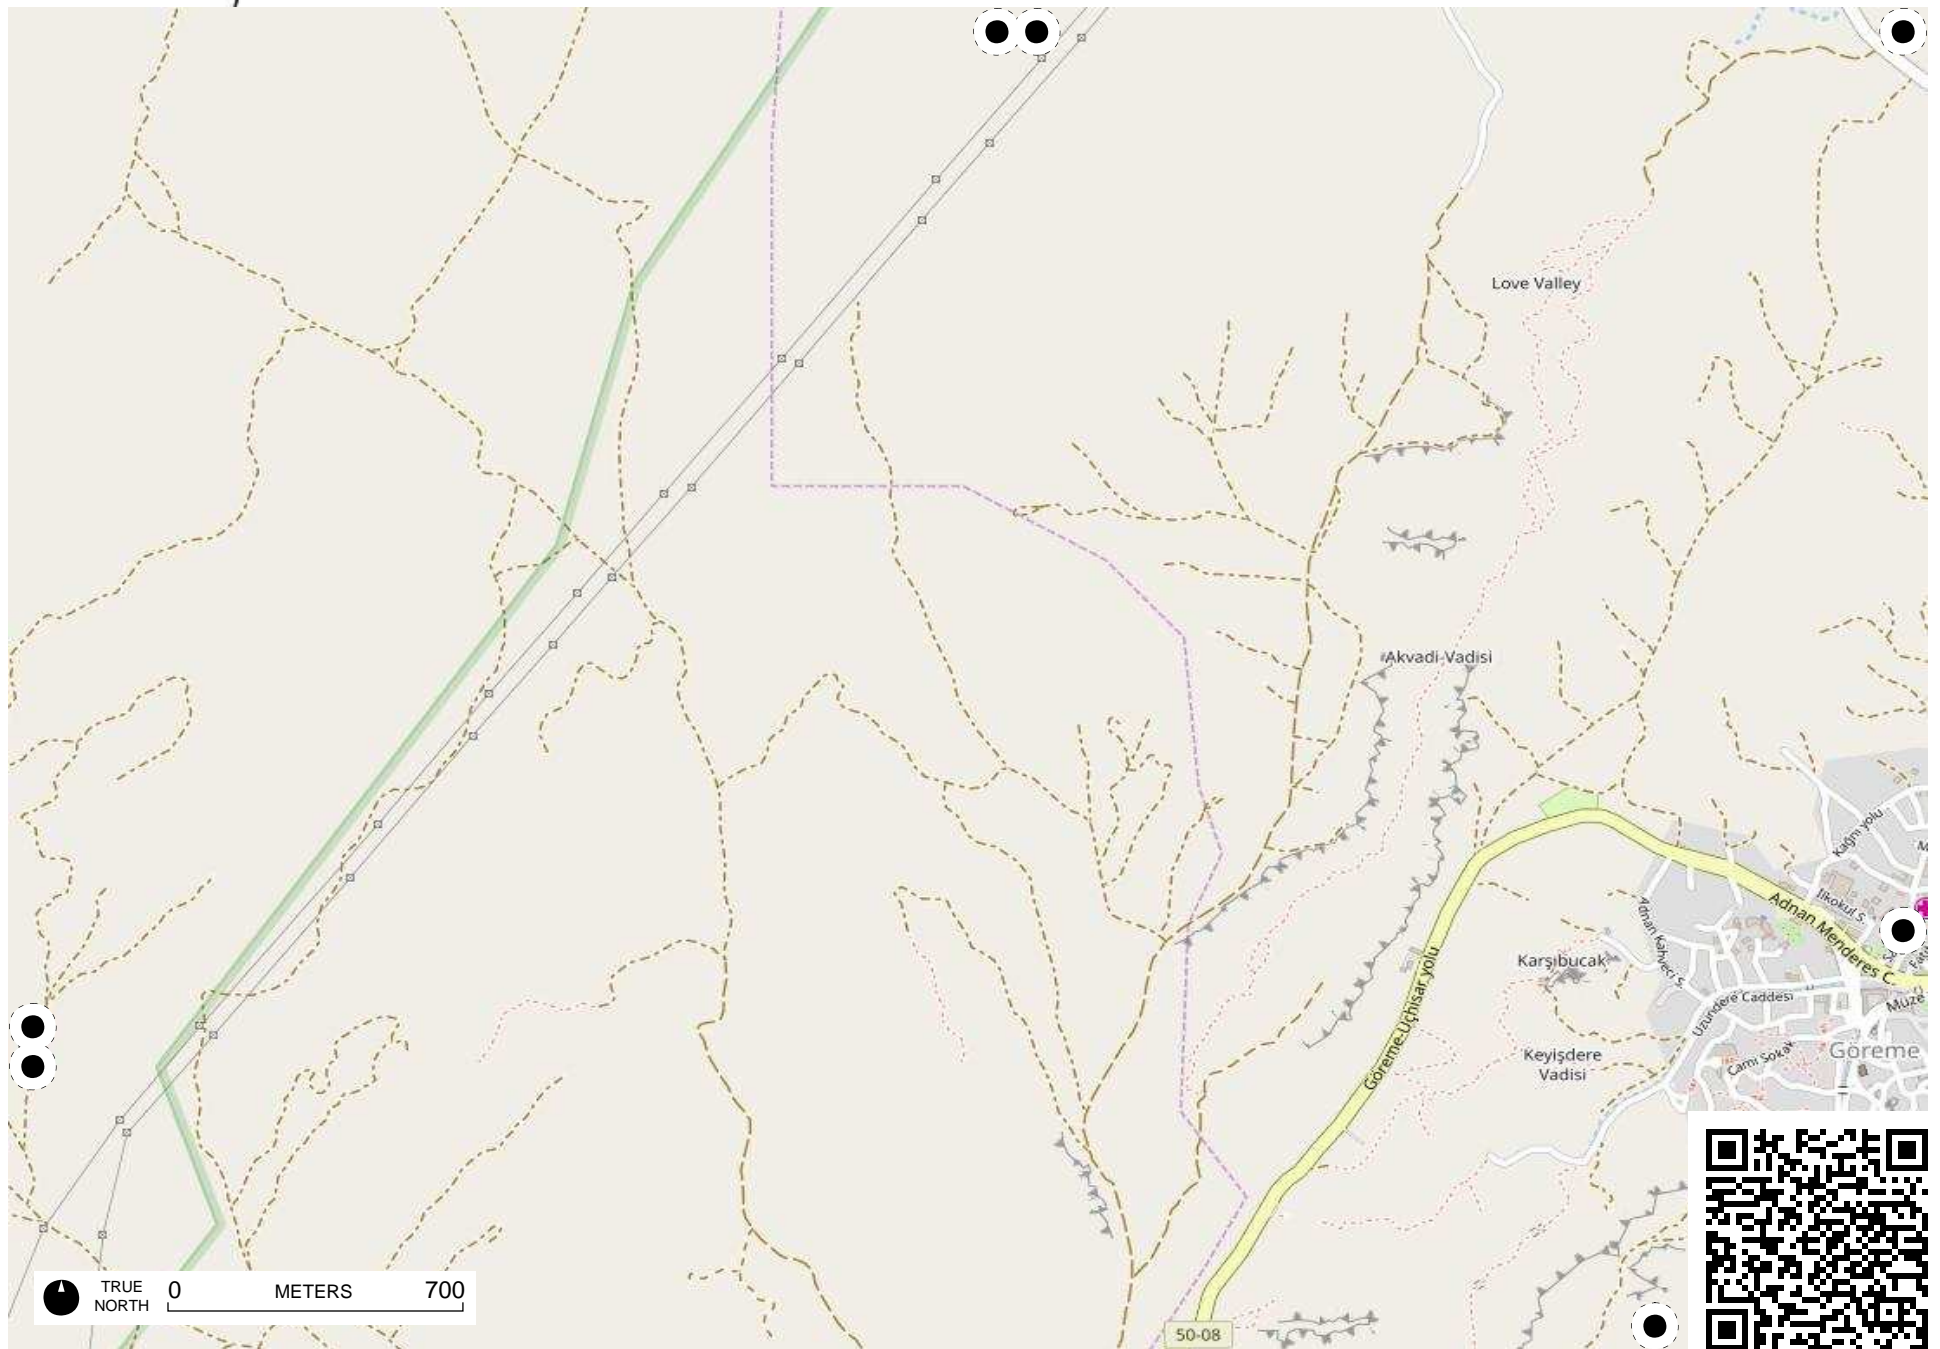 Love Valley
Akvadi Vadisi
Kağnı yolu
İlkokul S.
Adnan Menderes C.
Adnan Kahveci S.
Göreme-Uçhisar yolu
Karşıbucak
Uzundere Caddesi
Müze
Keyişdere
Vadisi
Cami Sokak
Göreme
TRUE
NORTH
0 METERS 700
50-08